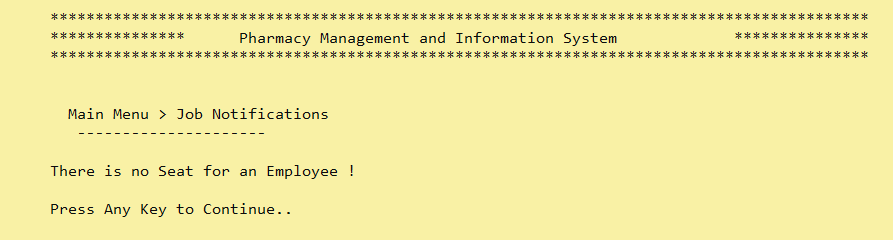 *******************************************************************************************
***************      Pharmacy Management and Information System             ***************
*******************************************************************************************
Main Menu > Job Notifications
---------------------
There is no Seat for an Employee !
Press Any Key to Continue..